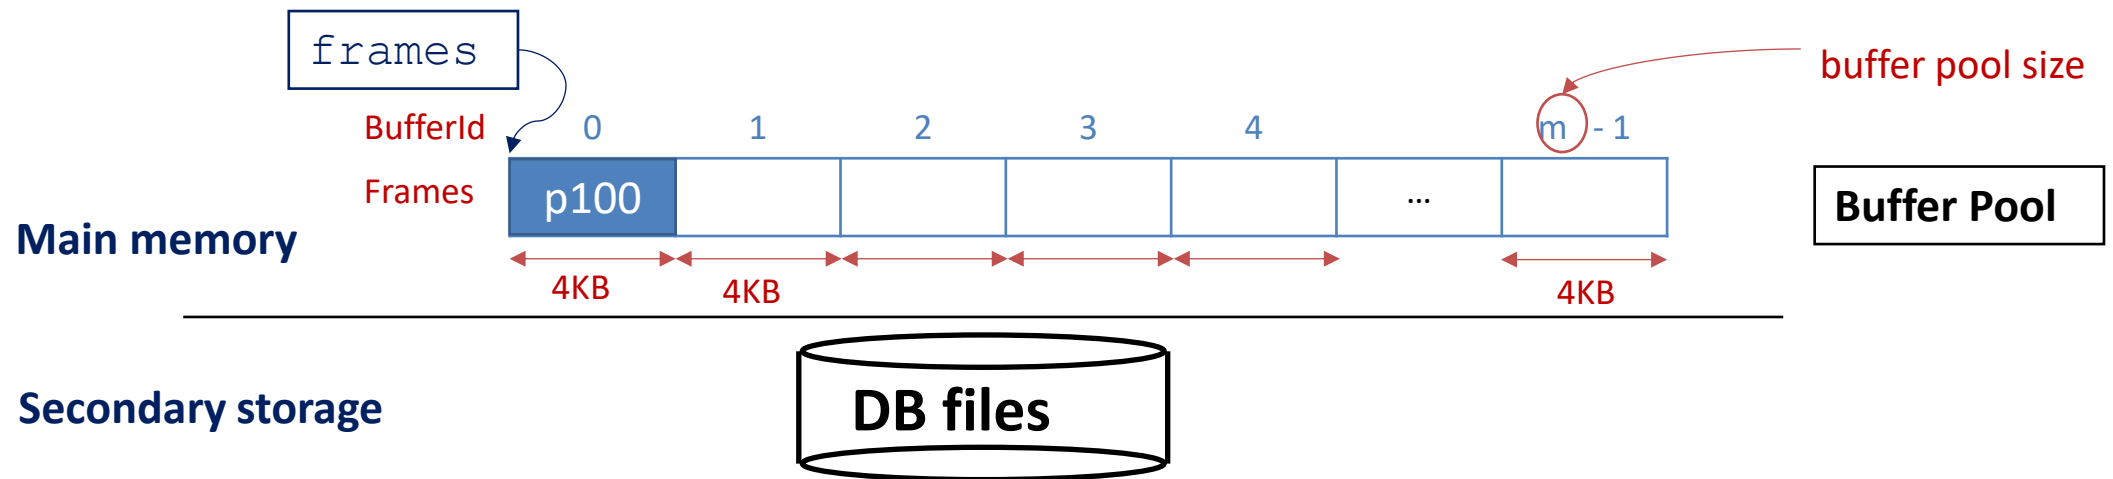 frames
buffer pool size
BufferId 0 1 2 3 4 m - 1
Frames p100 ... Buffer Pool
Main memory
4KB 4KB 4KB
Secondary storage DB files